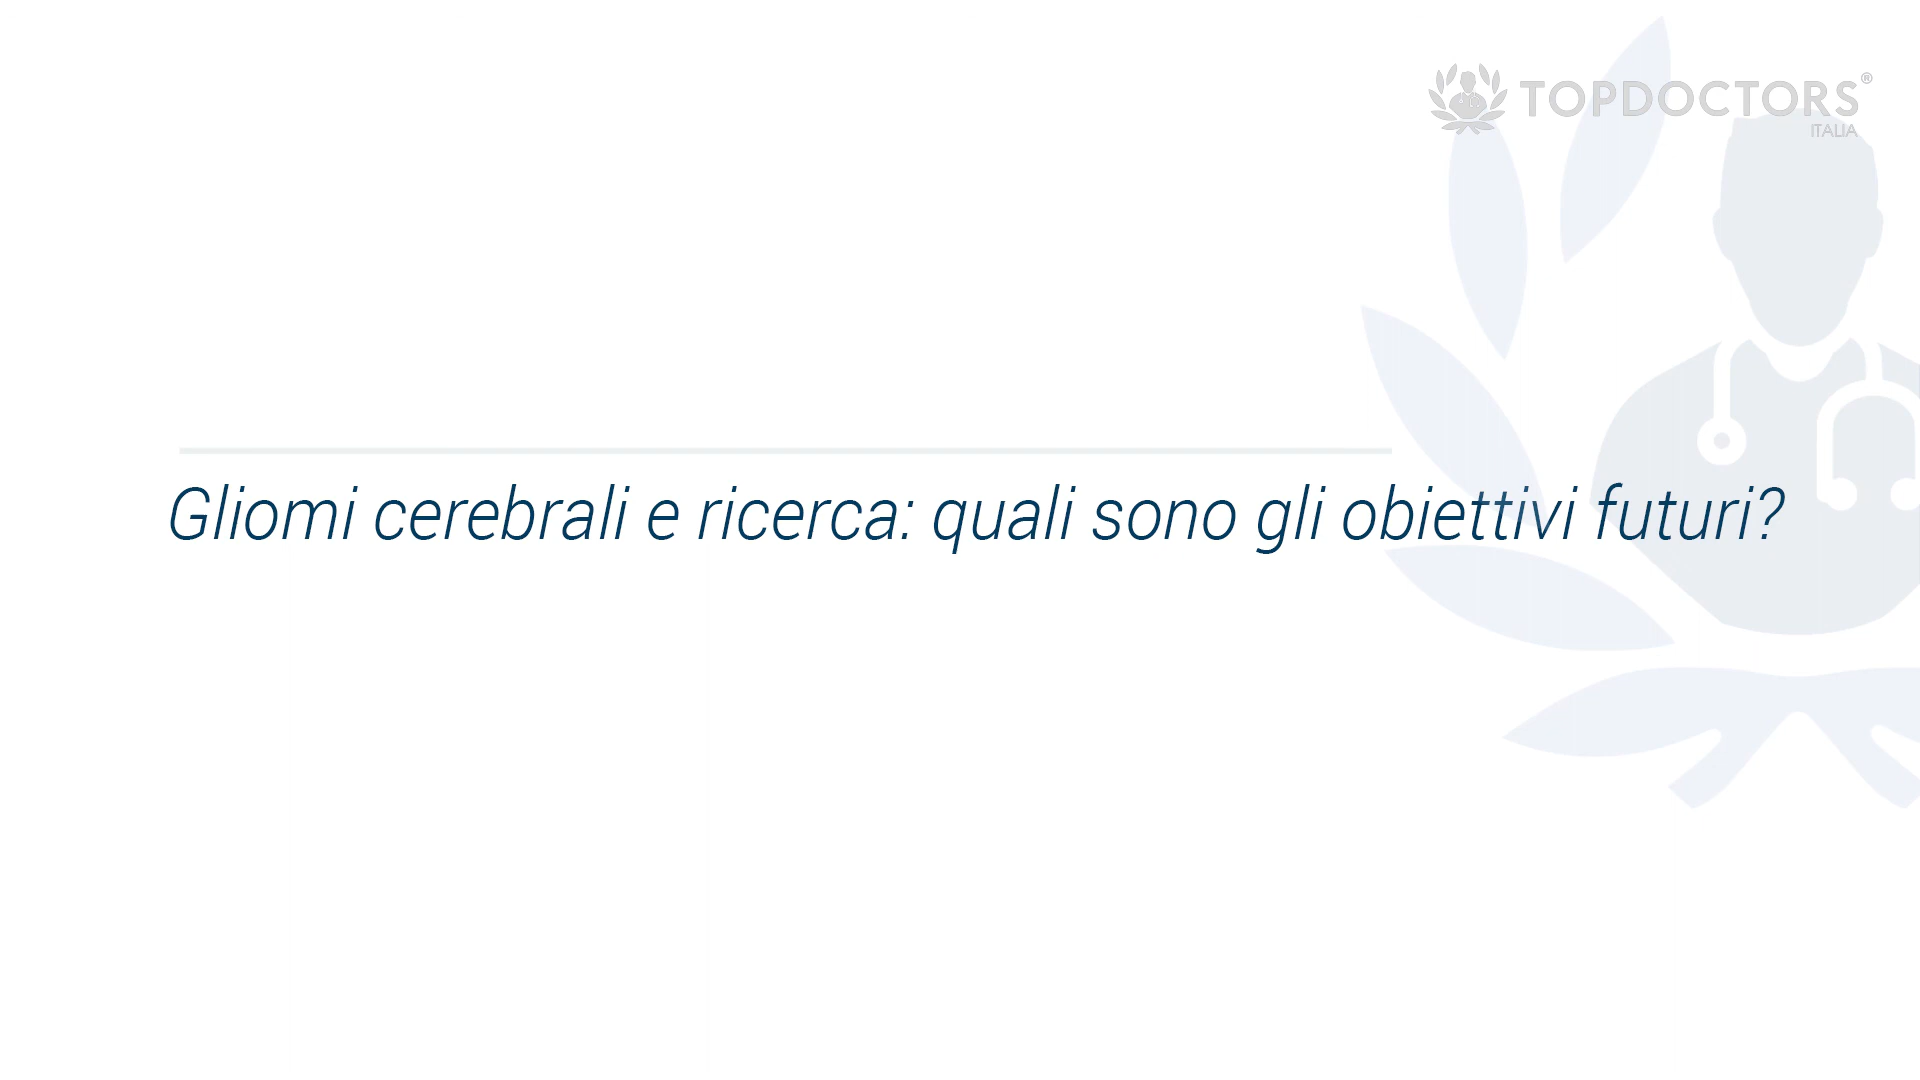 TOPDOCTORS®
ITALIA
Gliomi cerebrali e ricerca: quali sono gli obiettivi futuri?